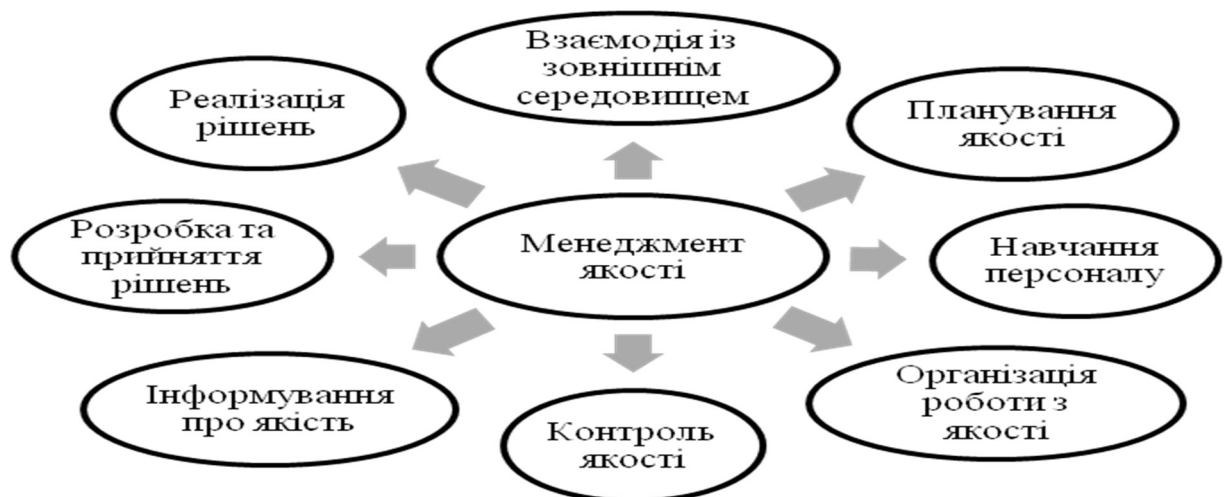 Взаємодія із
зовнішнім
середовищем
Реалізація
рішень
Планування
якості
Розробка та
прийняття
рішень
Менеджмент
якості
Навчання
персоналу
Інформування
про якість
Контроль
якості
Організація
роботи з
якості